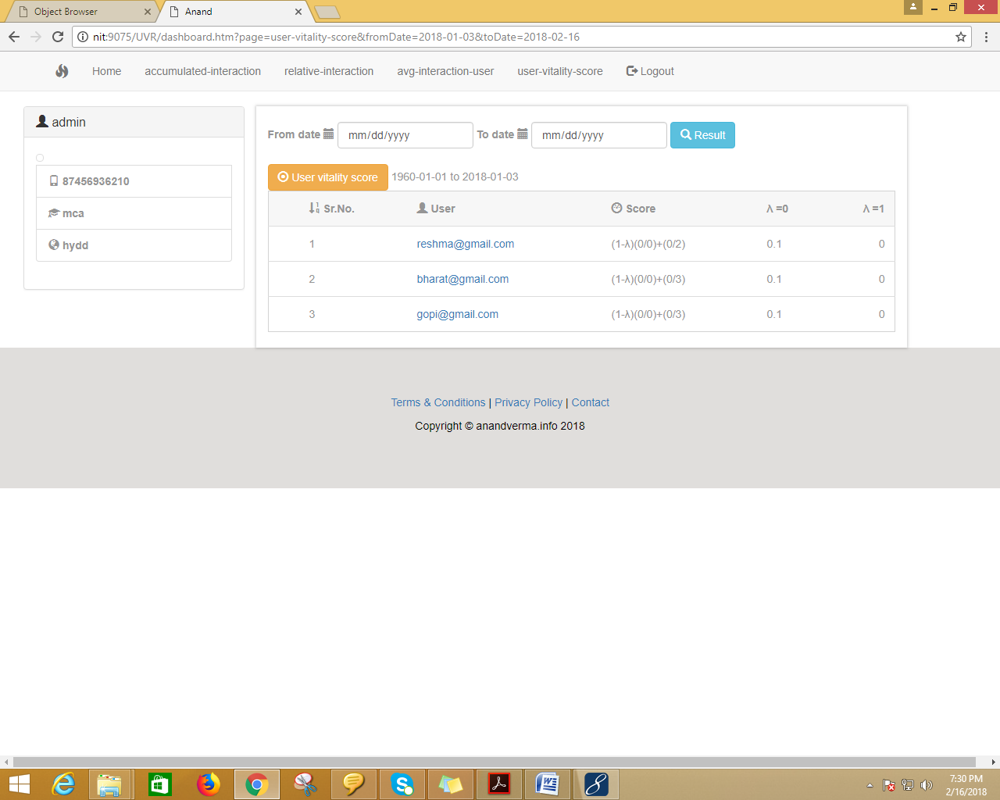 Object Browser
Anand
nit:9075/UVR/dashboard.htm?page=user-vitality-score&fromDate=2018-01-03&toDate=2018-02-16
Home accumulated-interaction relative-interaction avg-interaction-user user-vitality-score Logout
admin
87456936210
mca
hydd
From date mm/dd/yyyy To date mm/dd/yyyy Result
User vitality score 1960-01-01 to 2018-01-03
Sr.No. User Score λ =0 λ =1
1 reshma@gmail.com (1-λ)(0/0)+(0/2) 0.1 0
2 bharat@gmail.com (1-λ)(0/0)+(0/3) 0.1 0
3 gopi@gmail.com (1-λ)(0/0)+(0/3) 0.1 0
Terms & Conditions | Privacy Policy | Contact
Copyright © anandverma.info 2018
7:30 PM
2/16/2018